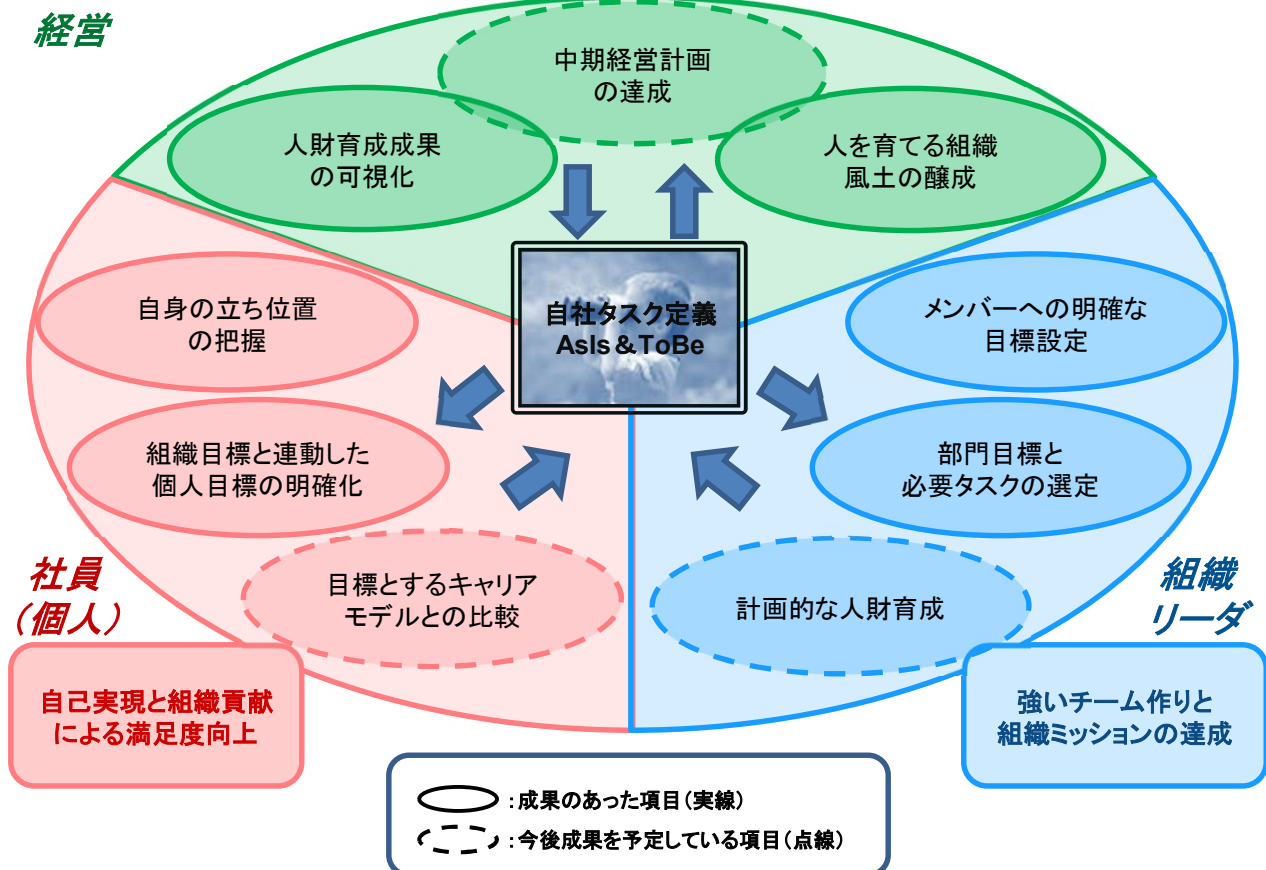 経営
中期経営計画
の達成
人財育成成果
の可視化
人を育てる組織
風土の醸成
自社タスク定義
AsIs＆ToBe
自身の立ち位置
の把握
メンバーへの明確な
目標設定
組織目標と連動した
個人目標の明確化
部門目標と
必要タスクの選定
目標とするキャリア
モデルとの比較
計画的な人財育成
社員
（個人）
組織
リーダ
自己実現と組織貢献
による満足度向上
強いチーム作りと
組織ミッションの達成
：成果のあった項目（実線）
：今後成果を予定している項目（点線）